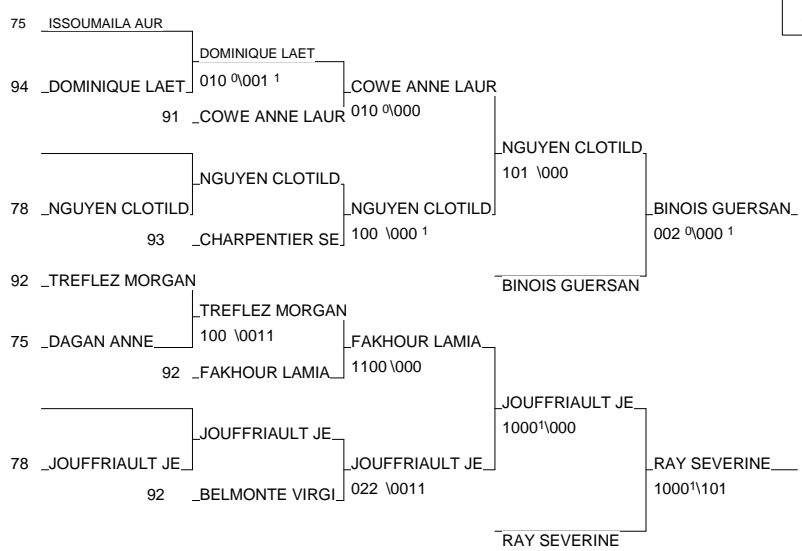 75 ISSOUMAILA AUR
DOMINIQUE LAET
94 DOMINIQUE LAET 010 ⁰\001 ¹ COWE ANNE LAUR
91 COWE ANNE LAUR 010 ⁰\000
NGUYEN CLOTILD
101 \000
NGUYEN CLOTILD
78 NGUYEN CLOTILD NGUYEN CLOTILD BINOIS GUERSAN
93 CHARPENTIER SE 100 \000 ¹ 002 ⁰\000 ¹
92 TREFLEZ MORGAN BINOIS GUERSAN
TREFLEZ MORGAN
75 DAGAN ANNE 100 \0011 FAKHOUR LAMIA
92 FAKHOUR LAMIA 1100 \000
JOUFFRIAULT JE
1000¹\000
JOUFFRIAULT JE
78 JOUFFRIAULT JE JOUFFRIAULT JE RAY SEVERINE
92 BELMONTE VIRGI 022 \0011 1000¹\101
RAY SEVERINE